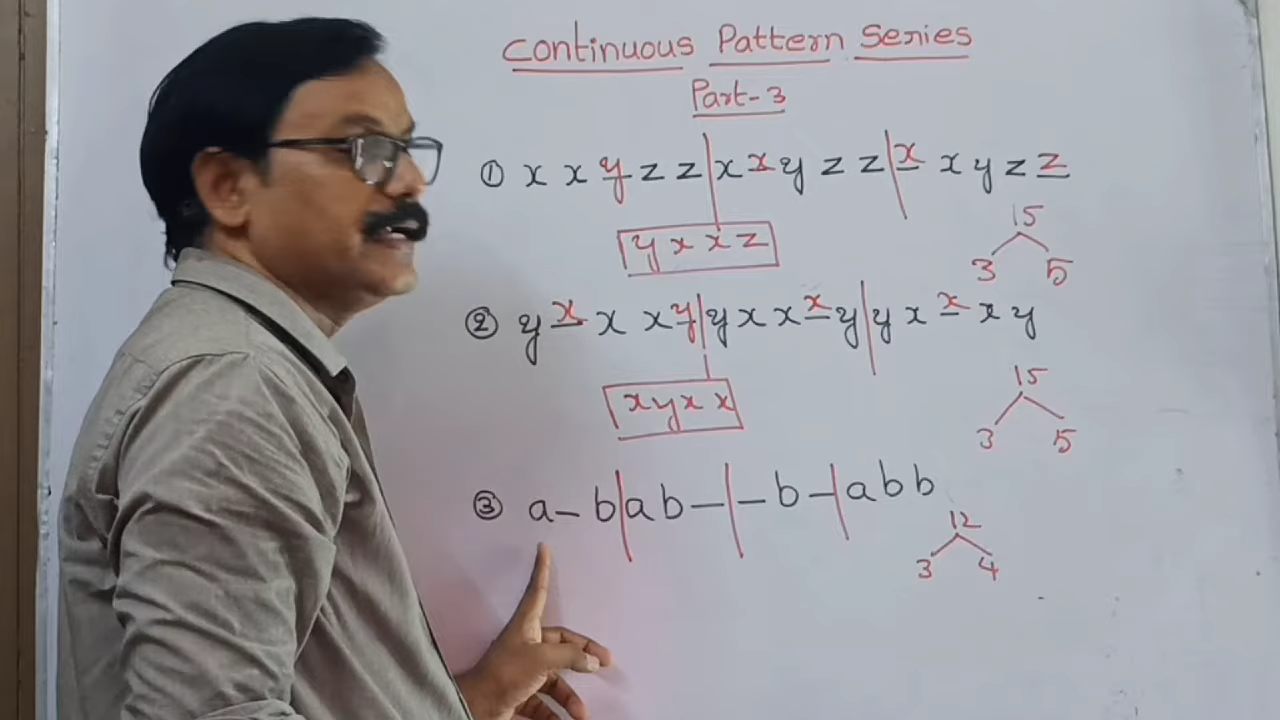 Continuous Pattern Series
Part-3
① x x y z z | x x y z z | x x y z z
y x x z
15
3 5
② y x x x y | y x x x y | y x x x y
x y x x
15
3 5
③ a – b | a b – | – b – | a b b
12
3 4